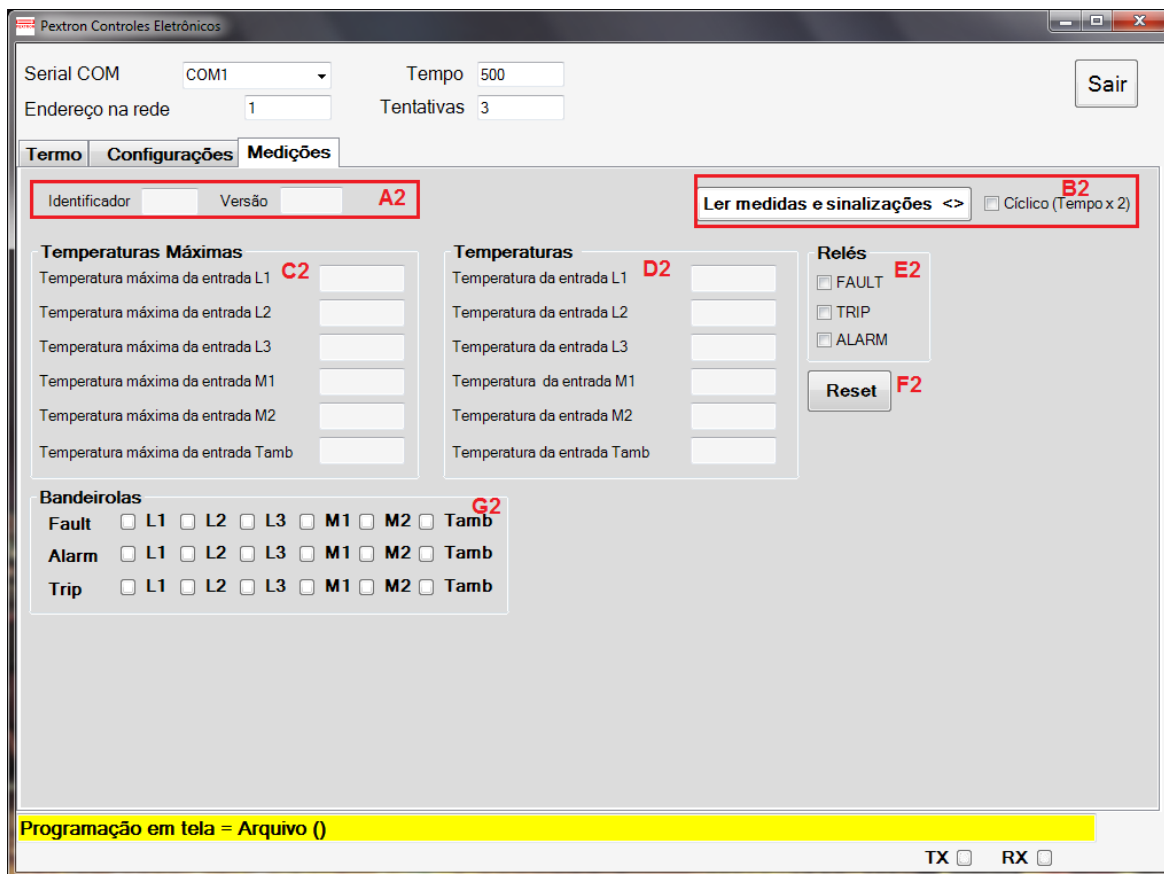 Pextron Controles Eletrônicos
Serial COM COM1 Tempo 500
Endereço na rede 1 Tentativas 3
Sair
Termo Configurações Medições
Identificador Versão A2
Ler medidas e sinalizações <> Cíclico (Tempo x 2) B2
Temperaturas Máximas
Temperatura máxima da entrada L1 C2
Temperatura máxima da entrada L2
Temperatura máxima da entrada L3
Temperatura máxima da entrada M1
Temperatura máxima da entrada M2
Temperatura máxima da entrada Tamb
Temperaturas
Temperatura da entrada L1 D2
Temperatura da entrada L2
Temperatura da entrada L3
Temperatura da entrada M1
Temperatura da entrada M2
Temperatura da entrada Tamb
Relés
FAULT E2
TRIP
ALARM
Reset F2
Bandeirolas G2
Fault L1 L2 L3 M1 M2 Tamb
Alarm L1 L2 L3 M1 M2 Tamb
Trip L1 L2 L3 M1 M2 Tamb
Programação em tela = Arquivo ()
TX RX